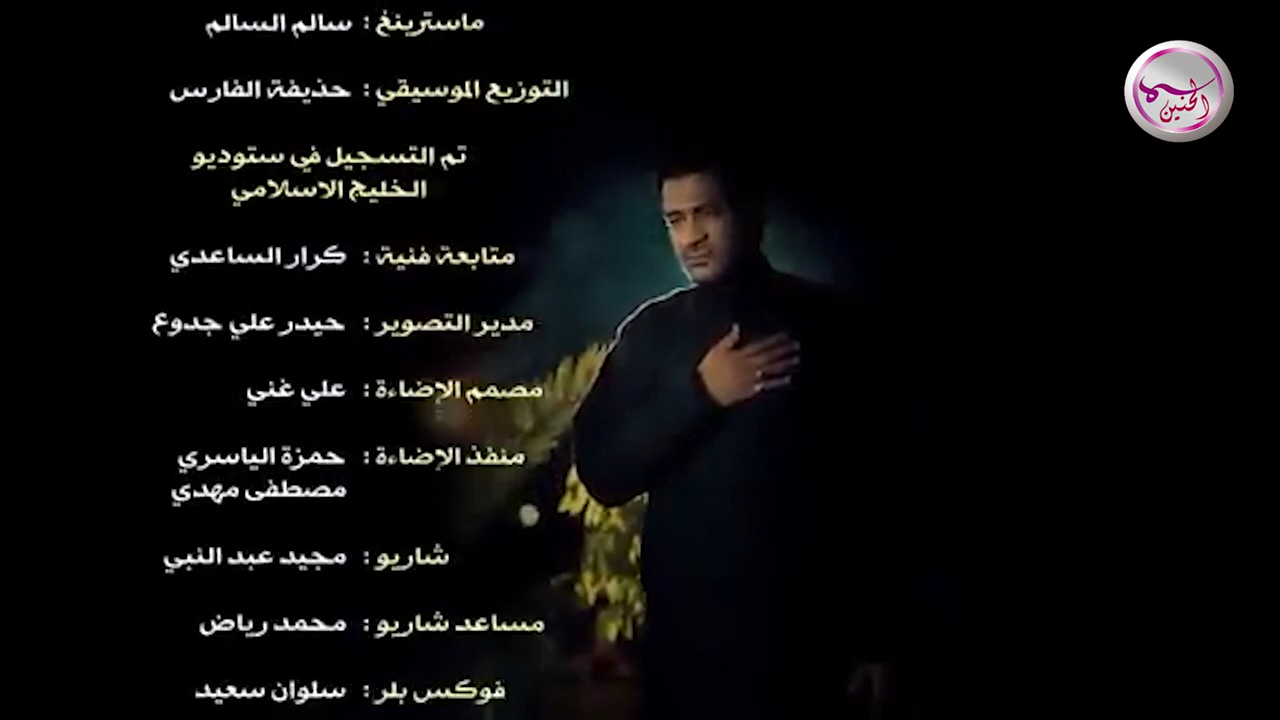 ماسترينغ : سالم السالم
التوزيع الموسيقي : حذيفة الفارس
تم التسجيل في ستوديو
الخليج الاسلامي
متابعة فنية : كرار الساعدي
مدير التصوير : حيدر علي جدوع
مصمم الإضاءة : علي غني
منفذ الإضاءة : حمزة الياسري
مصطفى مهدي
شاريو : مجيد عبد النبي
مساعد شاريو : محمد رياض
فوكس بلر : سلوان سعيد
الحنين